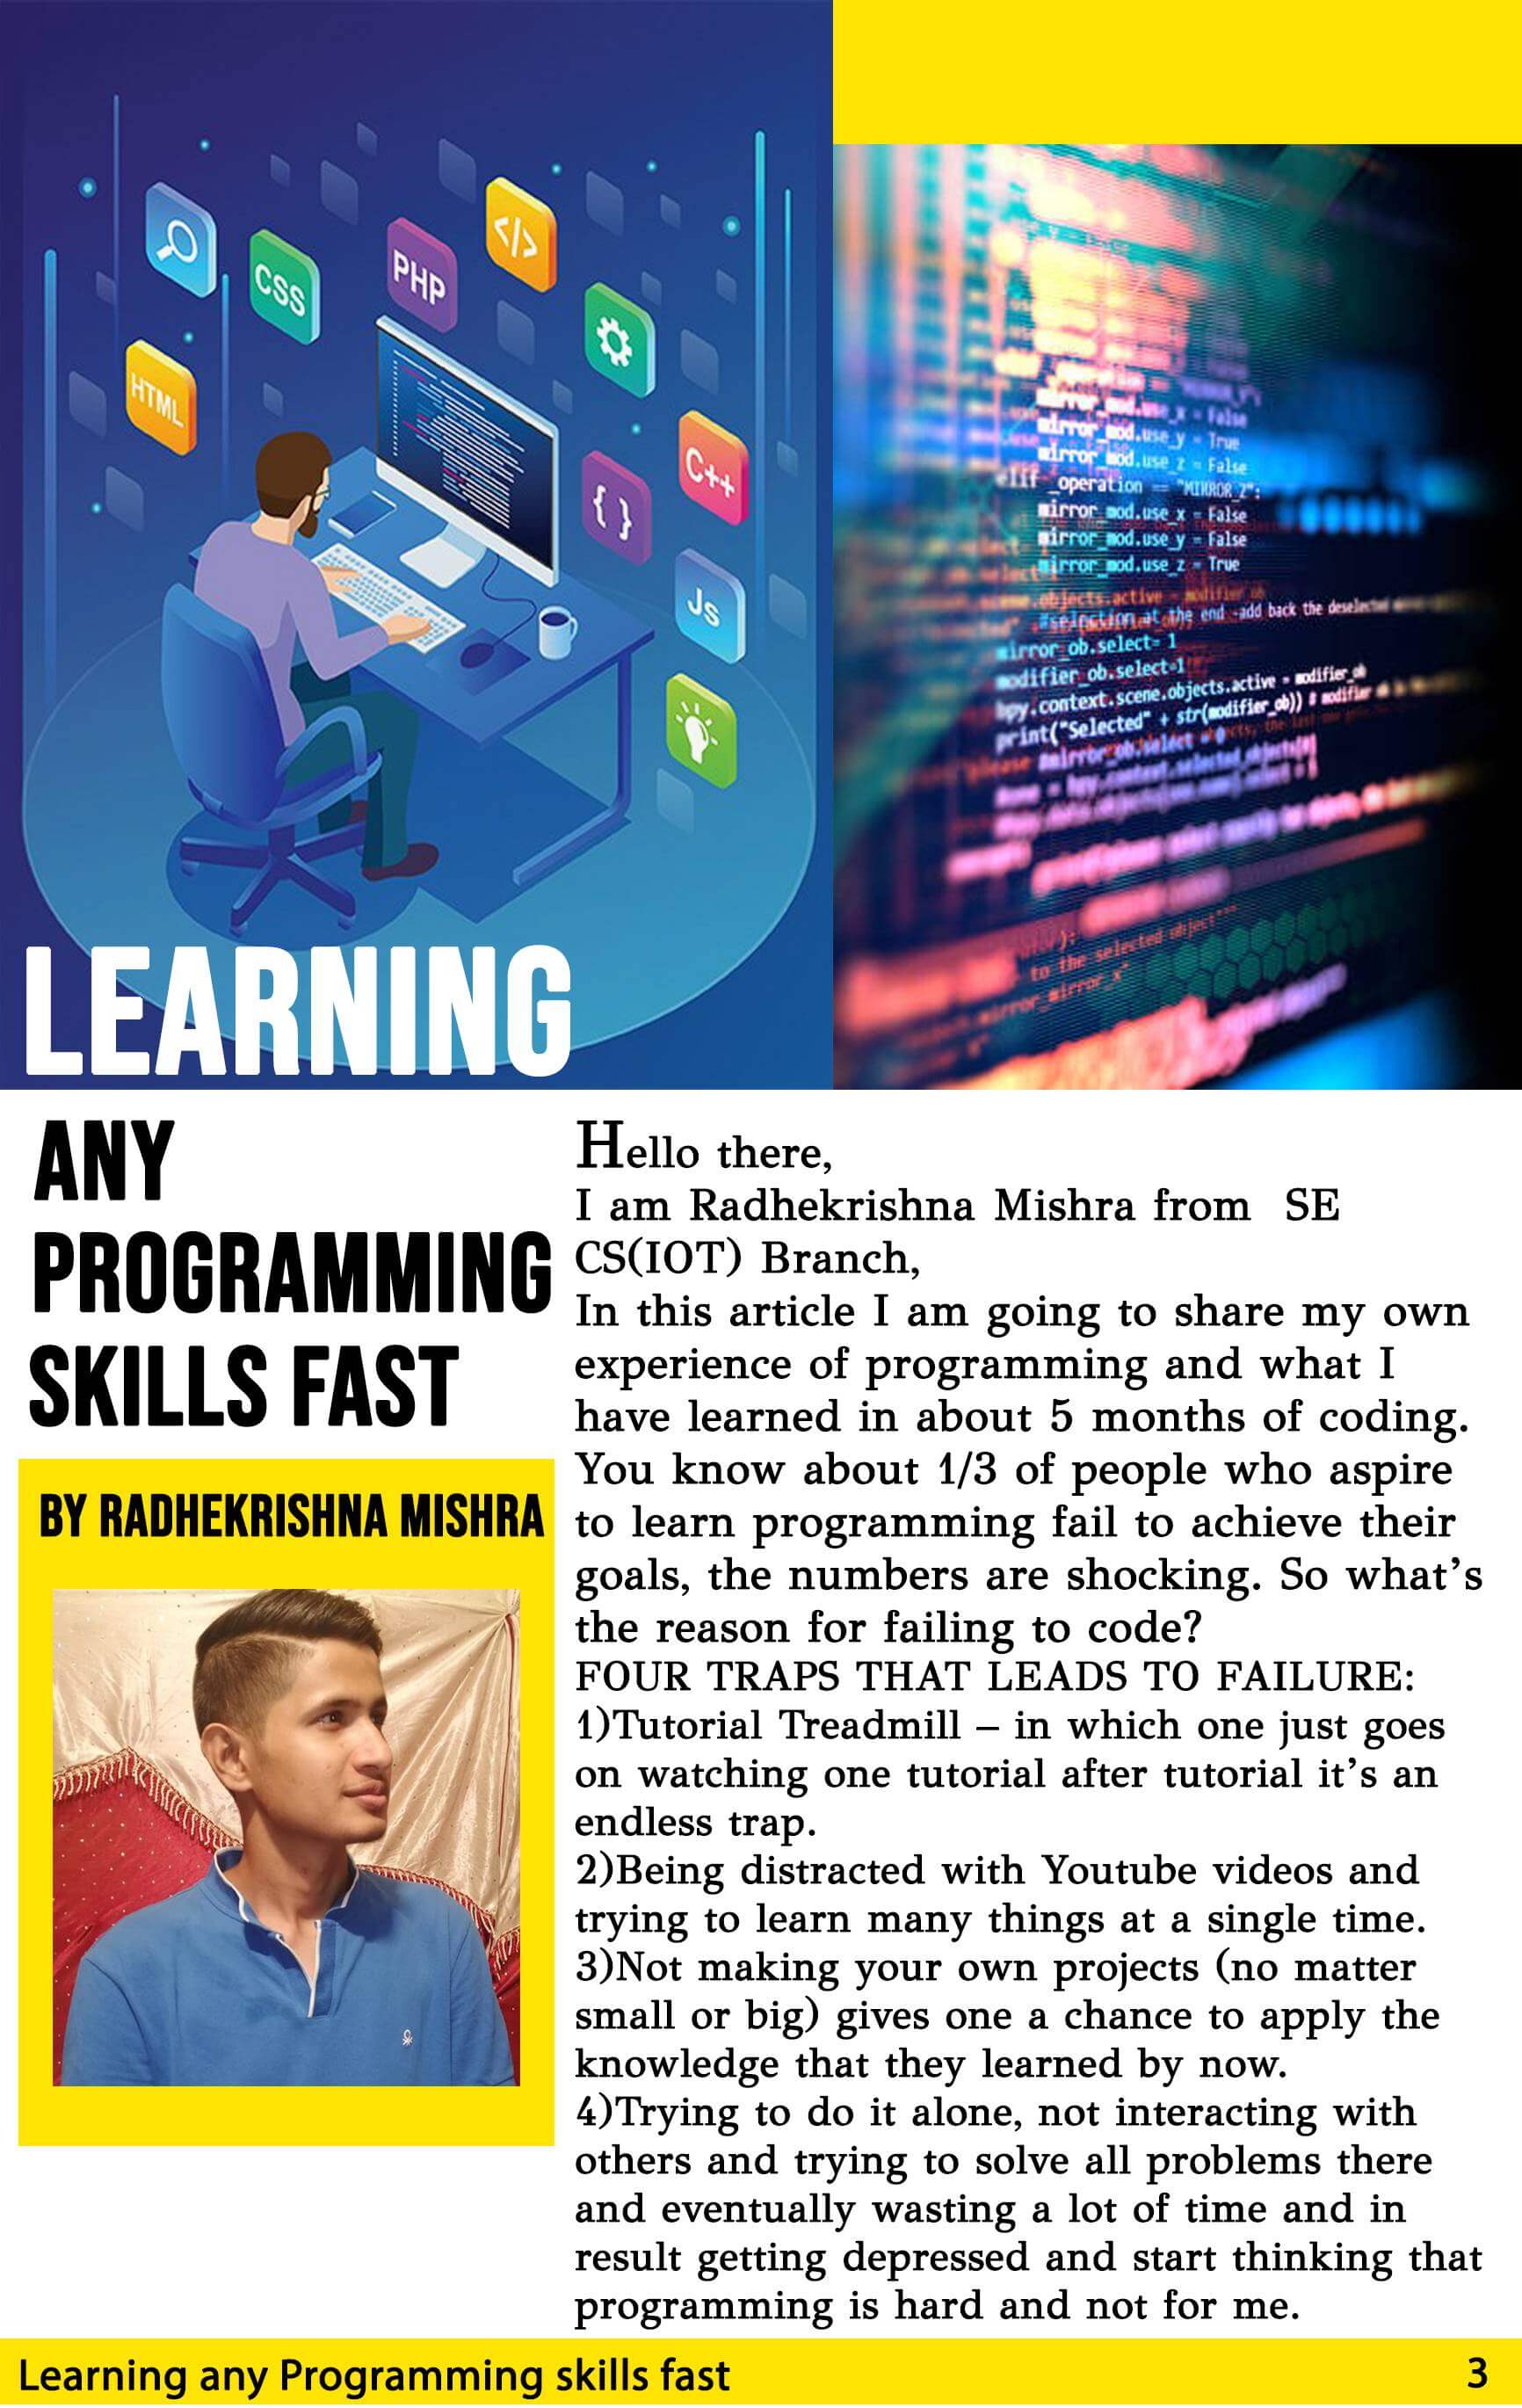 HTML
CSS
PHP
</>
{ }
C++
Js
mirror_mod.use_x = False
mirror_mod.use_y = True
mirror_mod.use_z = False
elif _operation == "MIRROR_Z":
mirror_mod.use_x = False
mirror_mod.use_y = False
mirror_mod.use_z = True
#selection at the end -add back the deselected
mirror_ob.select= 1
modifier_ob.select=1
bpy.context.scene.objects.active = modifier_ob
print("Selected" + str(modifier_ob)) # modifier
to the selected object"""
LEARNING
ANY
PROGRAMMING
SKILLS FAST
BY RADHEKRISHNA MISHRA
Hello there,
I am Radhekrishna Mishra from SE
CS(IOT) Branch,
In this article I am going to share my own
experience of programming and what I
have learned in about 5 months of coding.
You know about 1/3 of people who aspire
to learn programming fail to achieve their
goals, the numbers are shocking. So what's
the reason for failing to code?
FOUR TRAPS THAT LEADS TO FAILURE:
1)Tutorial Treadmill – in which one just goes
on watching one tutorial after tutorial it's an
endless trap.
2)Being distracted with Youtube videos and
trying to learn many things at a single time.
3)Not making your own projects (no matter
small or big) gives one a chance to apply the
knowledge that they learned by now.
4)Trying to do it alone, not interacting with
others and trying to solve all problems there
and eventually wasting a lot of time and in
result getting depressed and start thinking that
programming is hard and not for me.
Learning any Programming skills fast
3